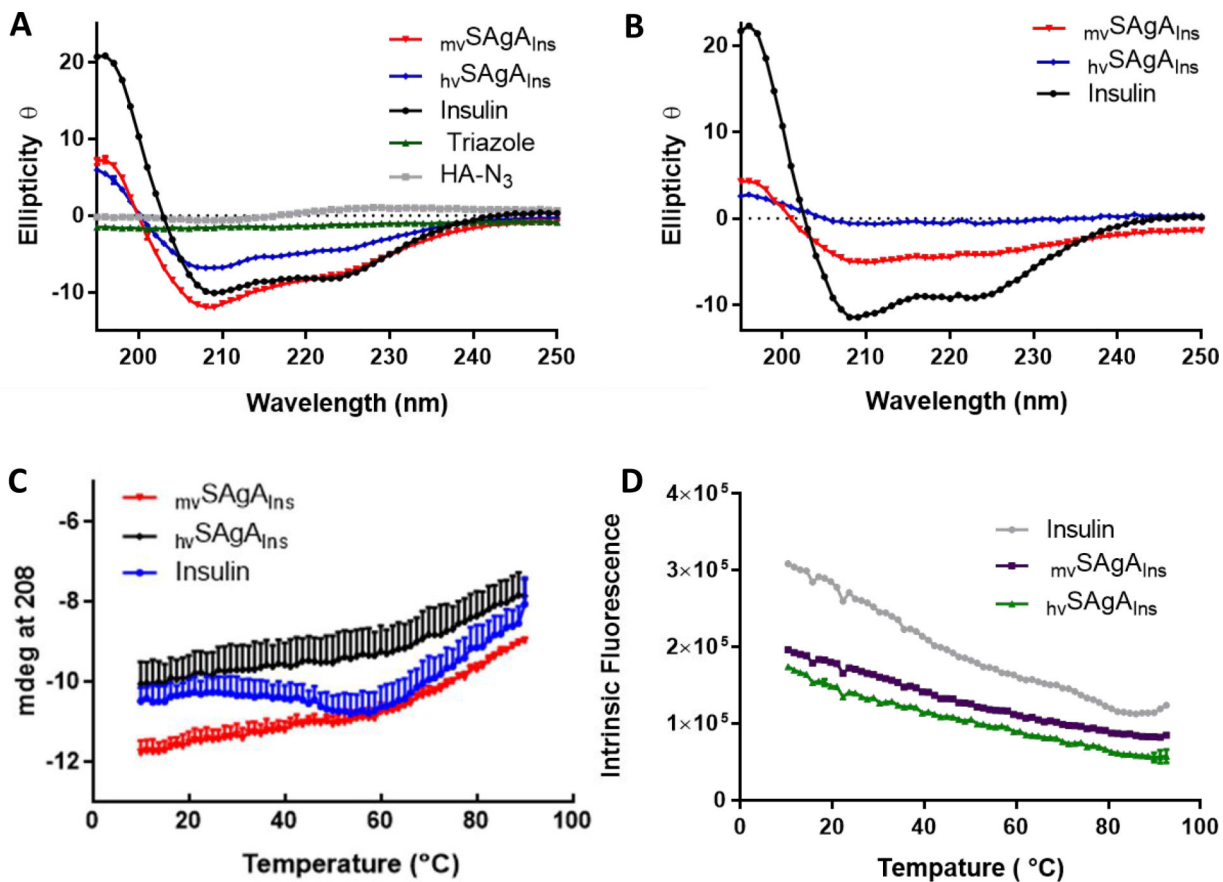 A
Ellipticity θ
20
10
0
-10
mvSAgAIns
hvSAgAIns
Insulin
Triazole
HA-N3
200 210 220 230 240 250
Wavelength (nm)
B
Ellipticity θ
20
10
0
-10
mvSAgAIns
hvSAgAIns
Insulin
200 210 220 230 240 250
Wavelength (nm)
C
mdeg at 208
-6
-8
-10
-12
mvSAgAIns
hvSAgAIns
Insulin
0 20 40 60 80 100
Temperature (°C)
D
Intrinsic Fluorescence
4×10^5
3×10^5
2×10^5
1×10^5
0
Insulin
mvSAgAIns
hvSAgAIns
0 20 40 60 80 100
Tempature ( °C)